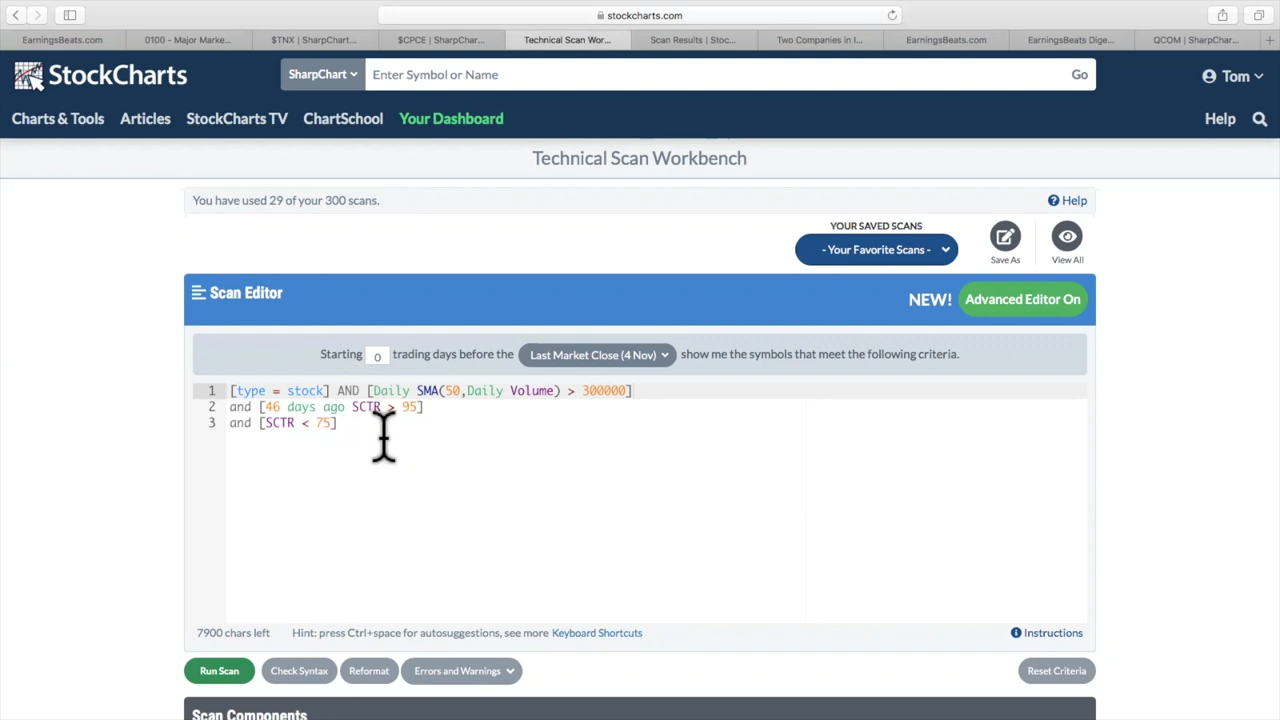 stockcharts.com
EarningsBeats.com
0100 - Major Marke...
$TNX | SharpChart...
$CPCE | SharpChar...
Technical Scan Wor...
Scan Results | Stoc...
Two Companies in I...
EarningsBeats.com
EarningsBeats Dige...
QCOM | SharpChar...
StockCharts
SharpChart
Enter Symbol or Name
Go
Tom
Charts & Tools
Articles
StockCharts TV
ChartSchool
Your Dashboard
Help
Technical Scan Workbench
You have used 29 of your 300 scans.
Help
YOUR SAVED SCANS
- Your Favorite Scans -
Save As
View All
Scan Editor
NEW!
Advanced Editor On
Starting 0 trading days before the Last Market Close (4 Nov) show me the symbols that meet the following criteria.
1 [type = stock] AND [Daily SMA(50,Daily Volume) > 300000]
2 and [46 days ago SCTR > 95]
3 and [SCTR < 75]
7900 chars left
Hint: press Ctrl+space for autosuggestions, see more Keyboard Shortcuts
Instructions
Run Scan
Check Syntax
Reformat
Errors and Warnings
Reset Criteria
Scan Components